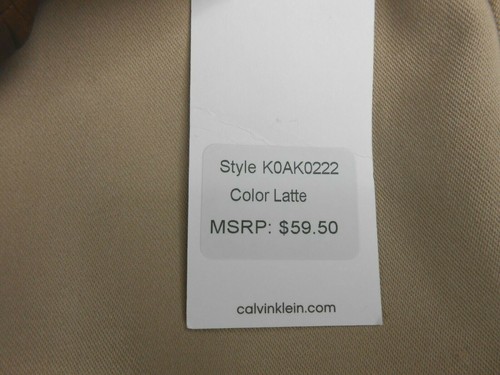 Style K0AK0222
Color Latte
MSRP: $59.50
calvinklein.com